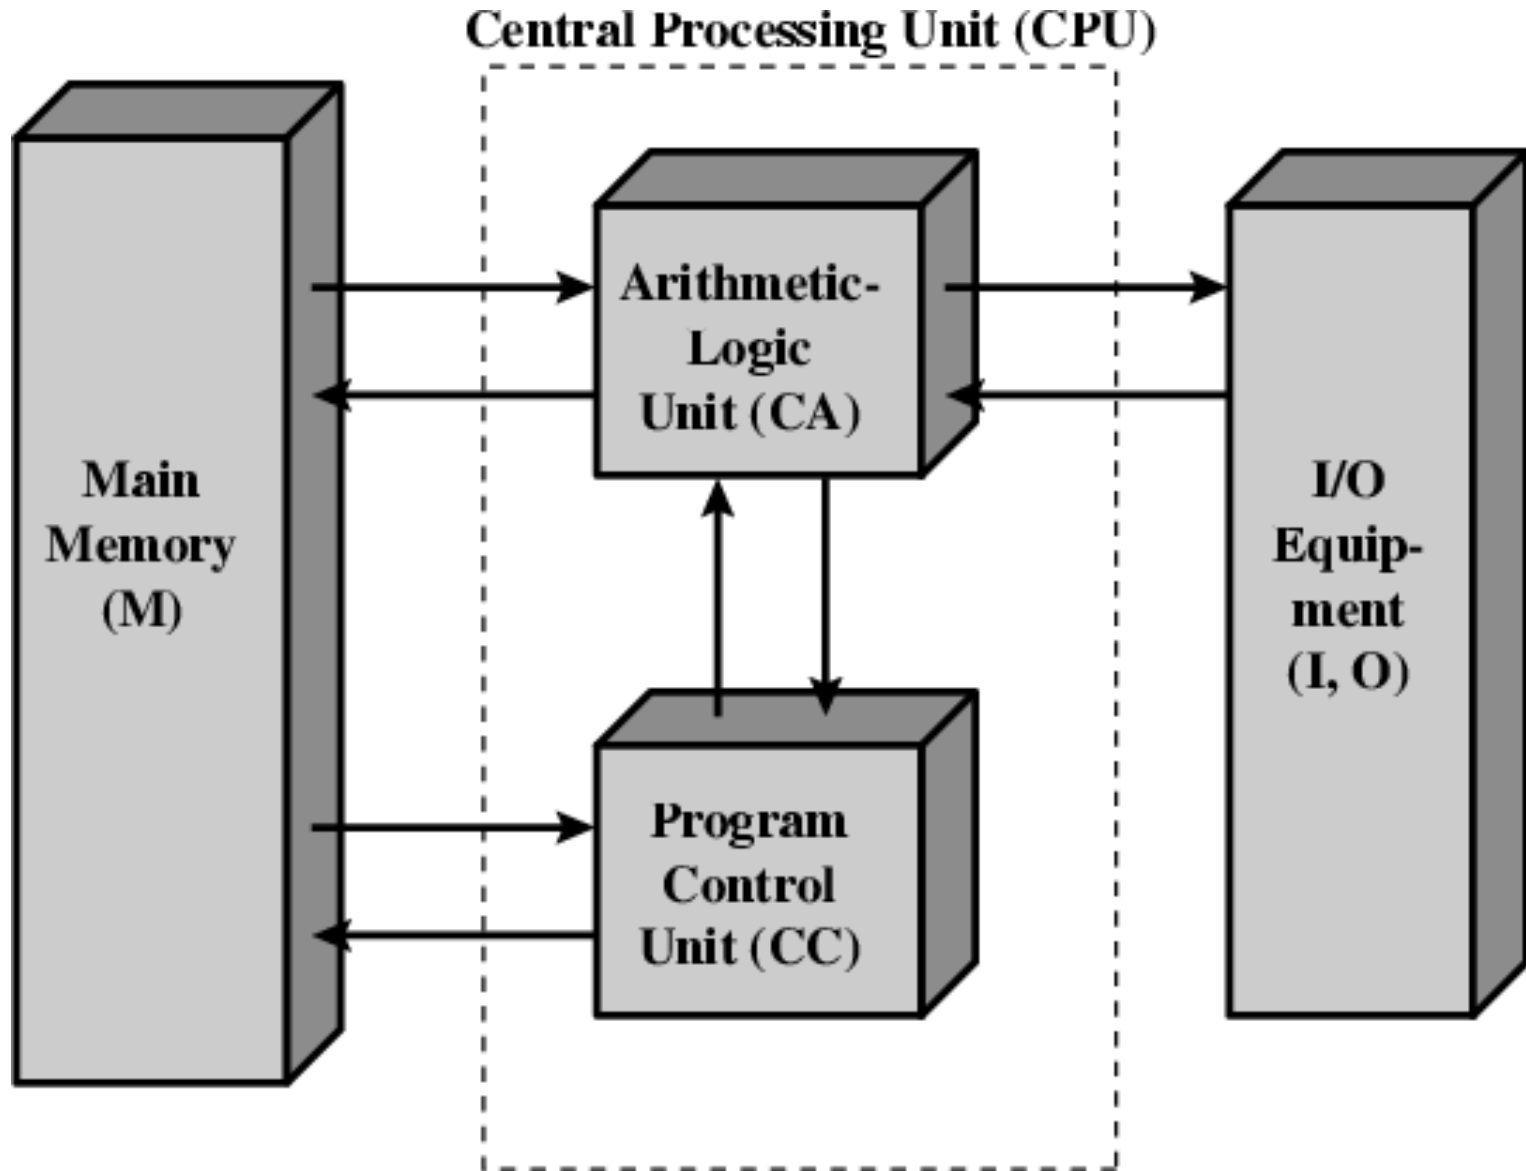 Central Processing Unit (CPU)
Main
Memory
(M)
Arithmetic-
Logic
Unit (CA)
Program
Control
Unit (CC)
I/O
Equip-
ment
(I, O)